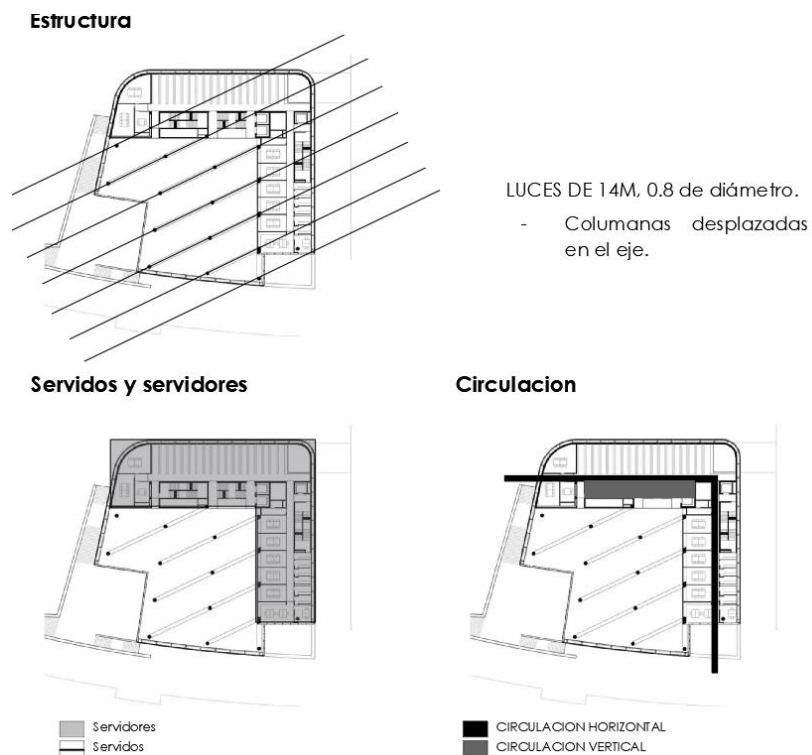 Estructura
LUCES DE 14M, 0.8 de diámetro.
- Columanas desplazadas
en el eje.
Servidos y servidores
Circulacion
Servidores
Servidos
CIRCULACION HORIZONTAL
CIRCULACION VERTICAL